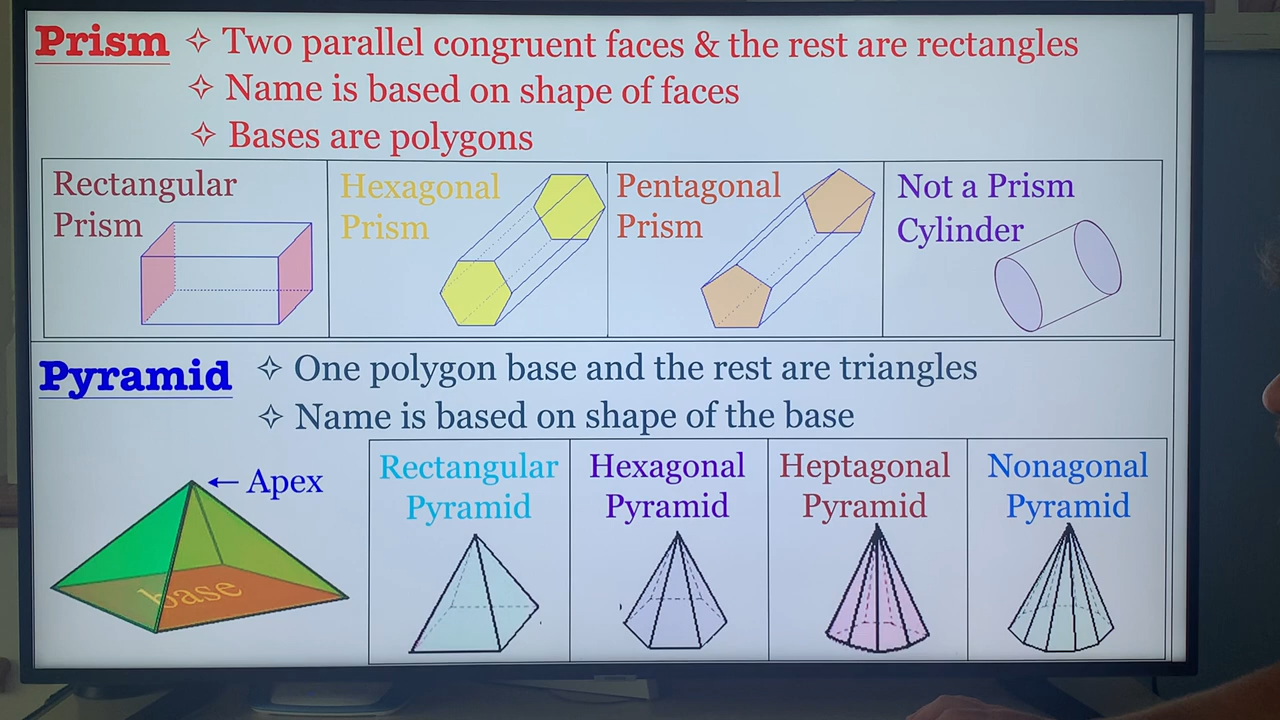 Prism ✧ Two parallel congruent faces & the rest are rectangles
✧ Name is based on shape of faces
✧ Bases are polygons
Rectangular
Prism
Hexagonal
Prism
Pentagonal
Prism
Not a Prism
Cylinder
Pyramid ✧ One polygon base and the rest are triangles
✧ Name is based on shape of the base
← Apex
base
Rectangular
Pyramid
Hexagonal
Pyramid
Heptagonal
Pyramid
Nonagonal
Pyramid